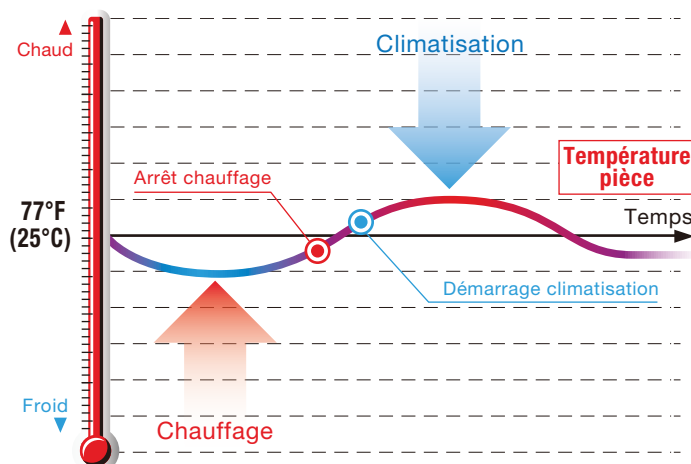 Chaud
Climatisation
Arrêt chauffage
Température
pièce
77°F
(25°C)
Temps
Démarrage climatisation
Froid
Chauffage